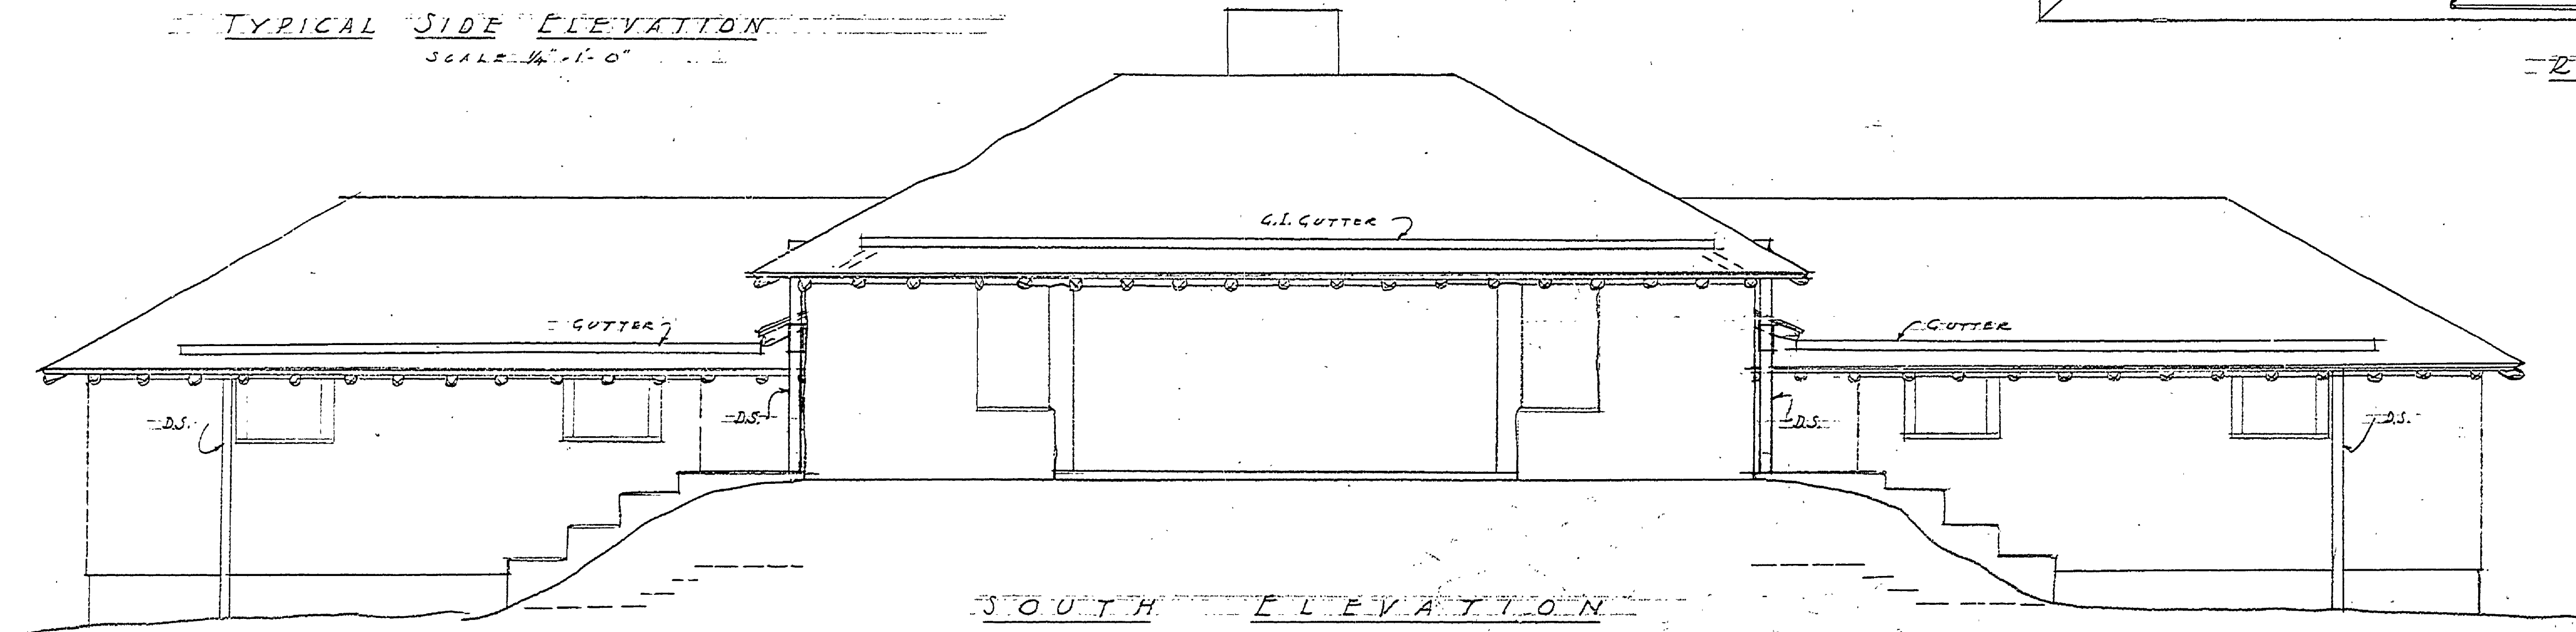 TYPICAL SIDE ELEVATION
SCALE ¼"-1'-0"
R
G.I. GUTTER
GUTTER
GUTTER
D.S.
D.S.
D.S.
D.S.
SOUTH ELEVATION